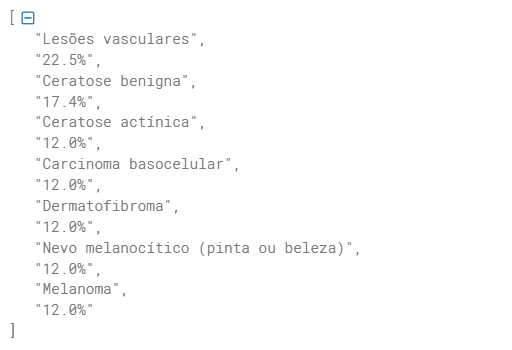 [
"Lesões vasculares",
"22.5%",
"Ceratose benigna",
"17.4%",
"Ceratose actínica",
"12.0%",
"Carcinoma basocelular",
"12.0%",
"Dermatofibroma",
"12.0%",
"Nevo melanocítico (pinta ou beleza)",
"12.0%",
"Melanoma",
"12.0%"
]